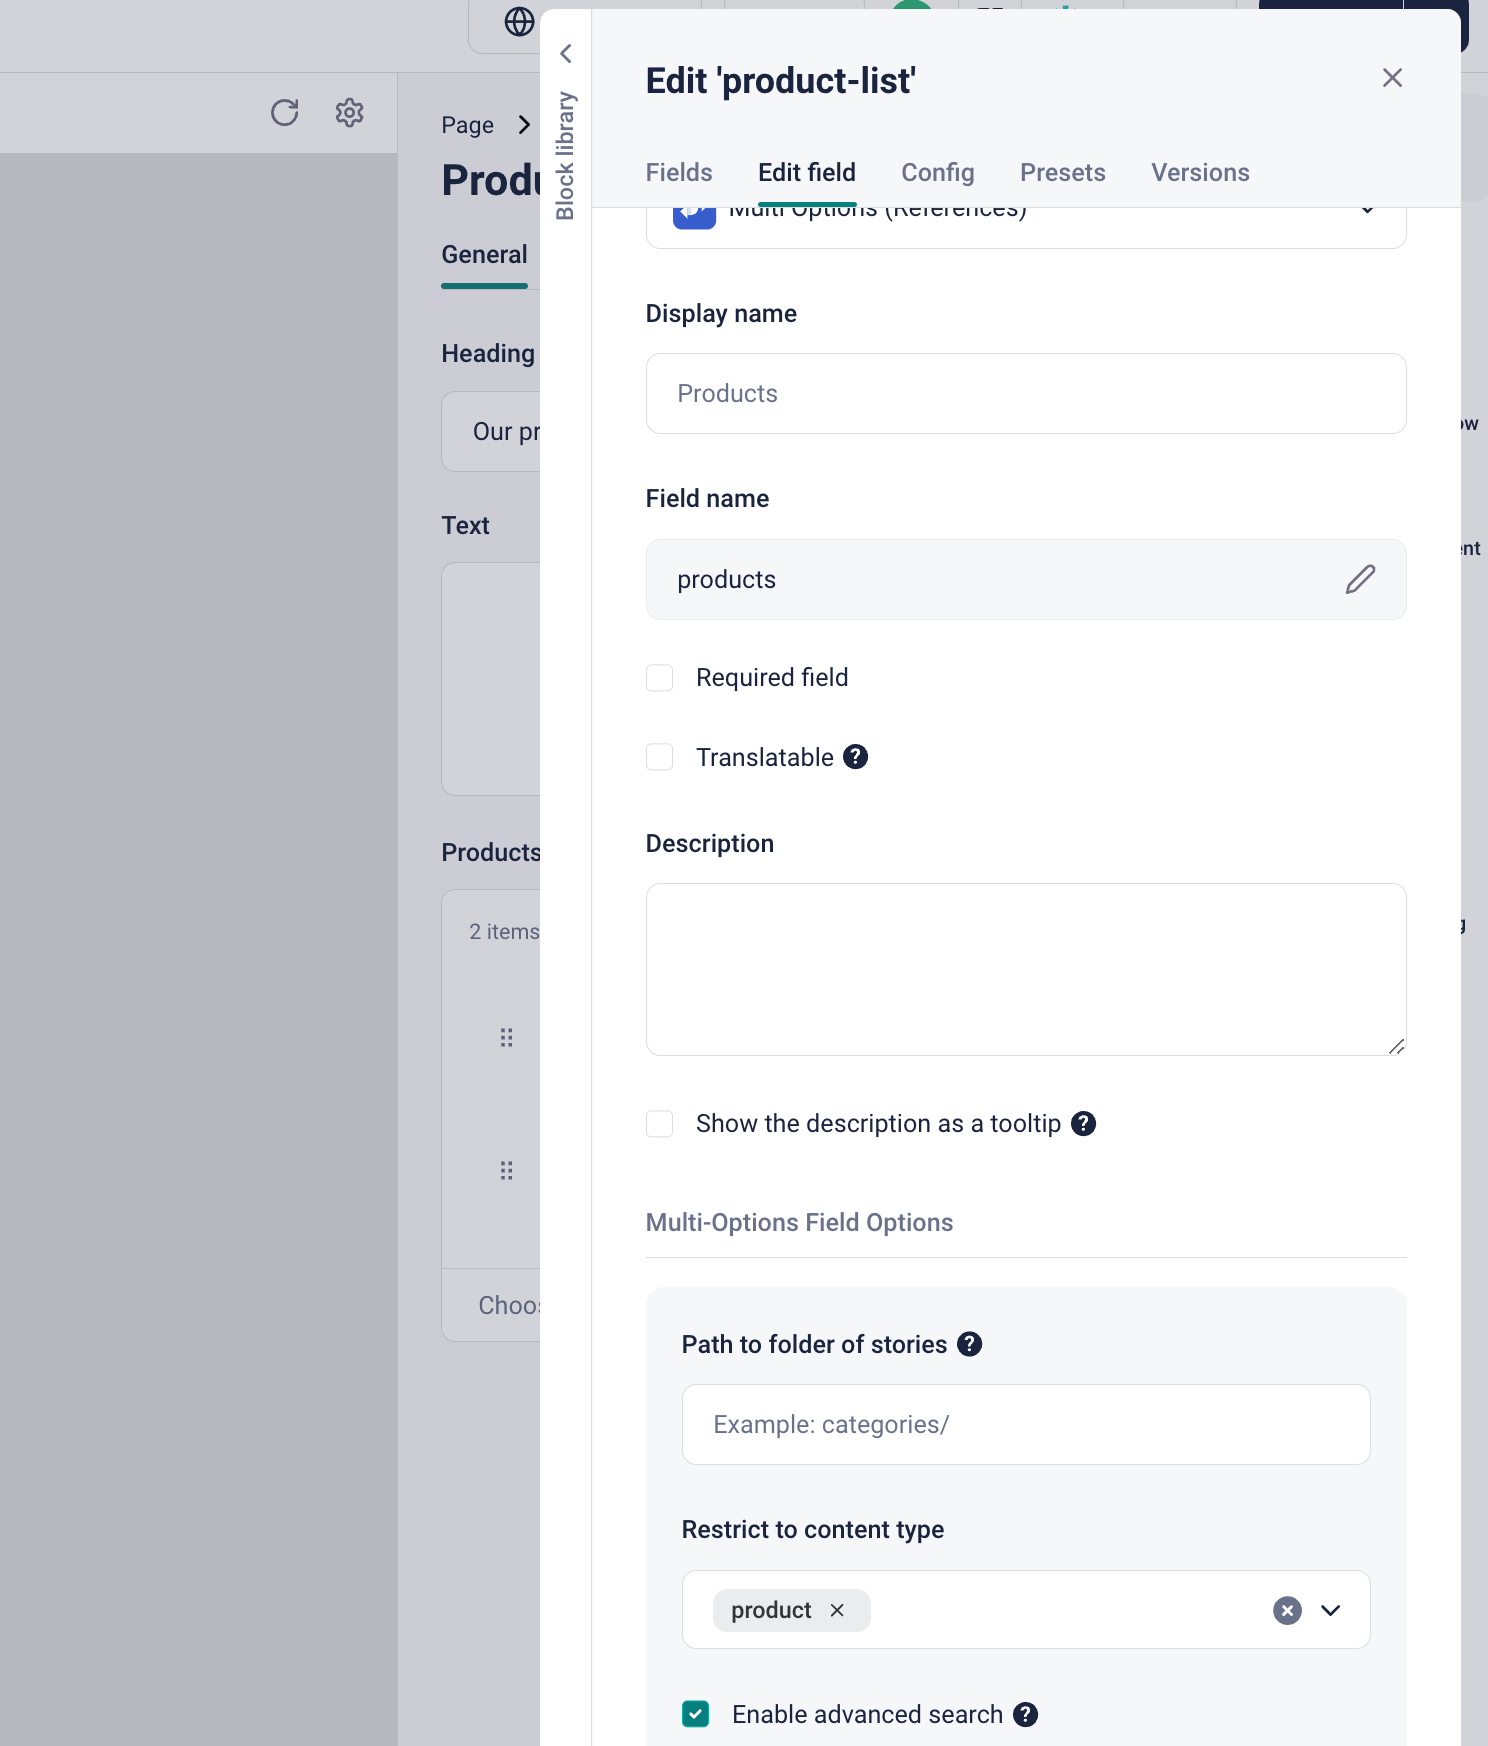 Page
Produ
General
Heading
Our pr
Text
Products
2 items
Choos
Block library
Edit 'product-list'
Fields Edit field Config Presets Versions
Multi Options (References)
Display name
Products
Field name
products
Required field
Translatable ?
Description
Show the description as a tooltip ?
Multi-Options Field Options
Path to folder of stories ?
Example: categories/
Restrict to content type
product
Enable advanced search ?
ow
ent
g